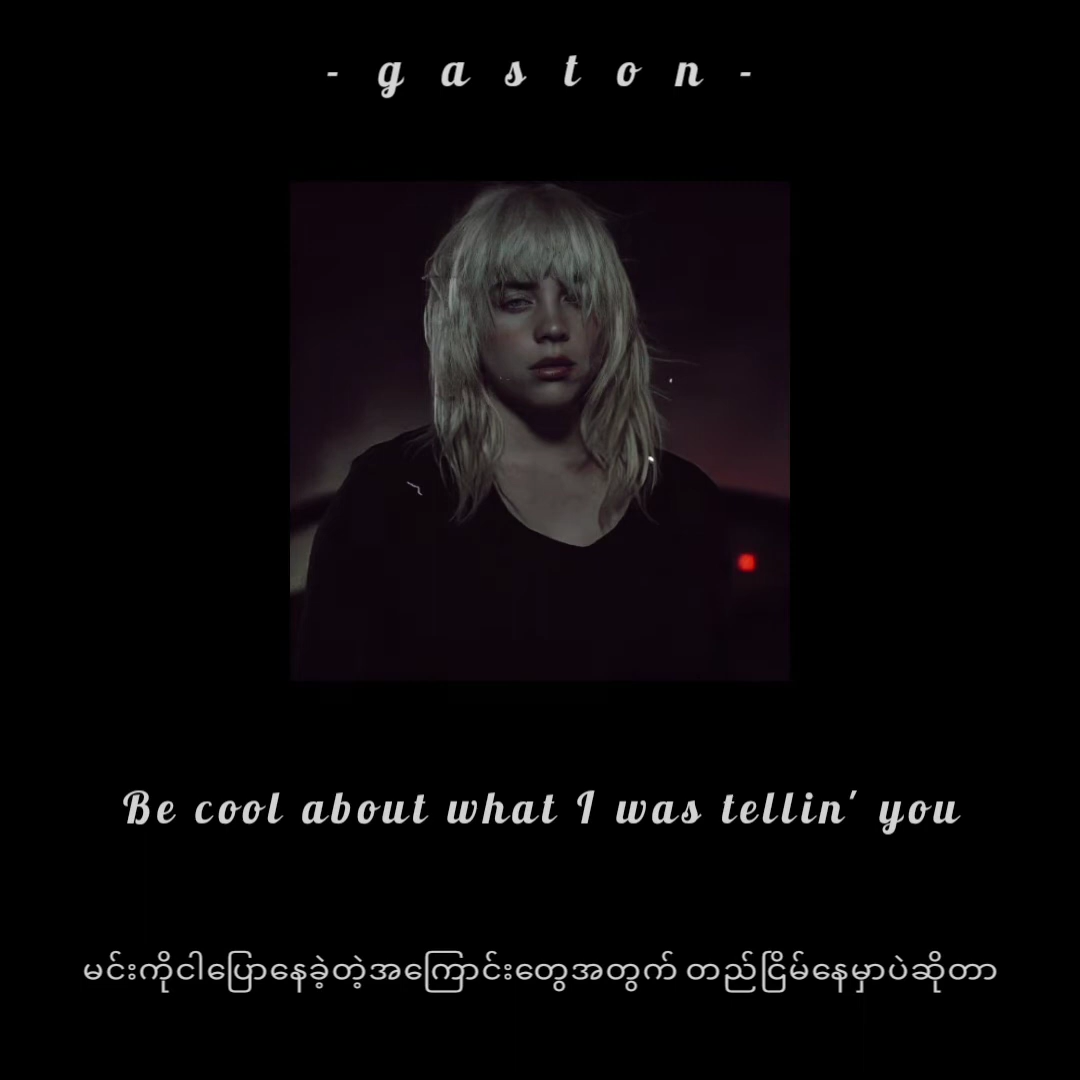 - g a s t o n -
Be cool about what I was tellin' you
မင်းကိုငါပြောနေခဲ့တဲ့အကြောင်းတွေအတွက် တည်ငြိမ်နေမှာပဲဆိုတာ